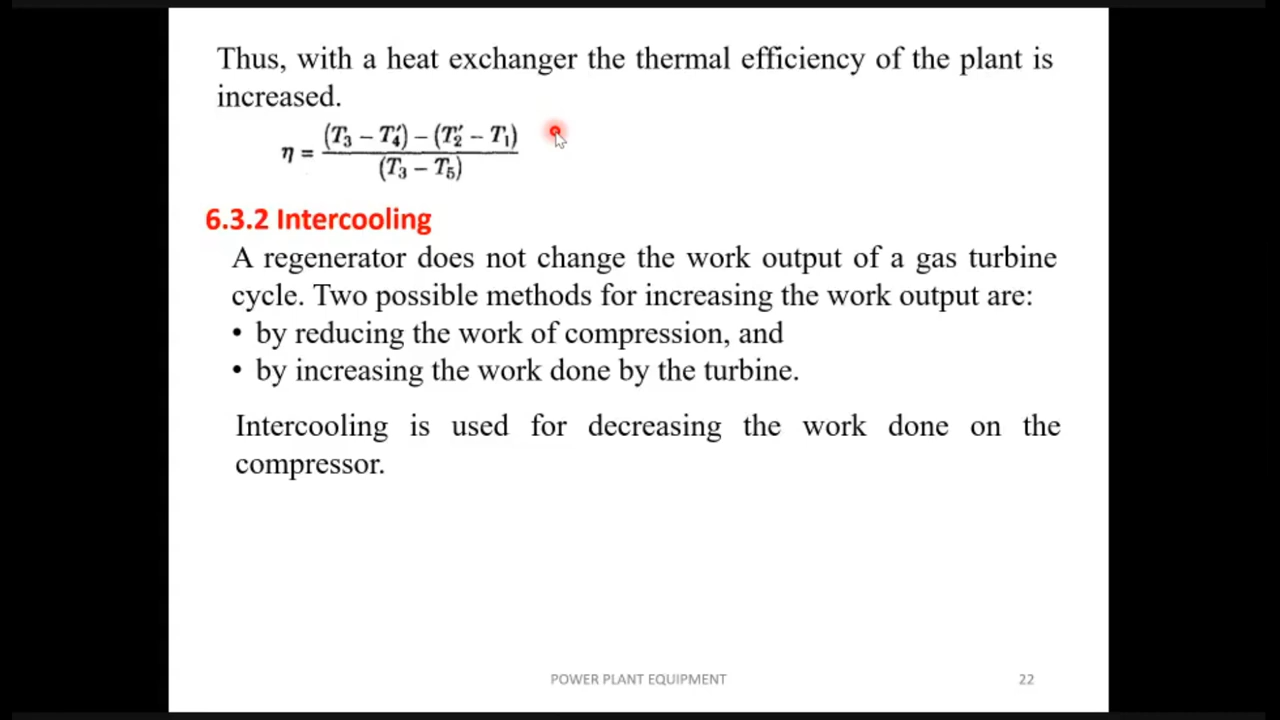 Thus, with a heat exchanger the thermal efficiency of the plant is
increased.
η = (T₃ – T₄′) – (T₂′ – T₁) / (T₃ – T₅)
6.3.2 Intercooling
A regenerator does not change the work output of a gas turbine
cycle. Two possible methods for increasing the work output are:
• by reducing the work of compression, and
• by increasing the work done by the turbine.
Intercooling is used for decreasing the work done on the
compressor.
POWER PLANT EQUIPMENT
22